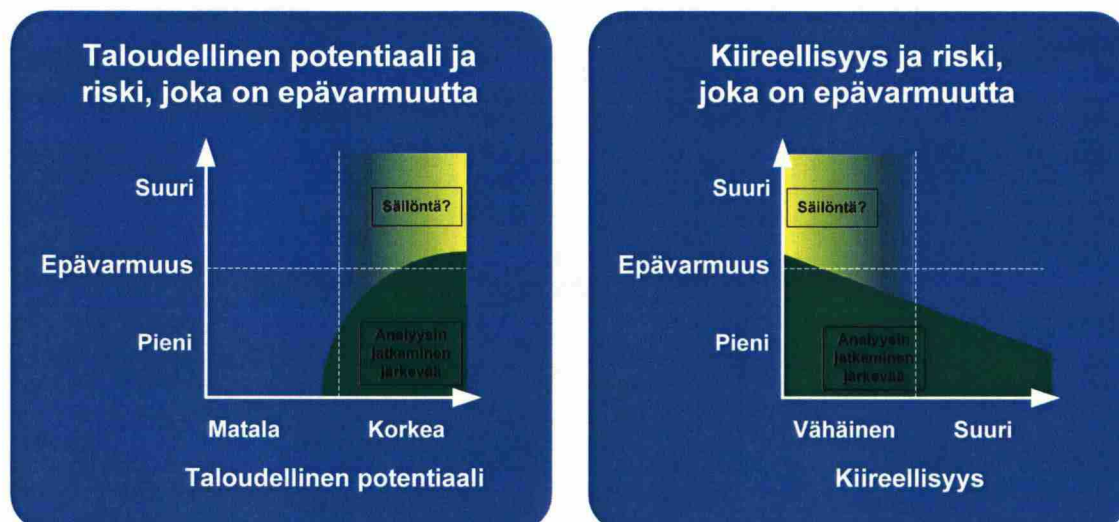 Taloudellinen potentiaali ja
riski, joka on epävarmuutta
Suuri
Säilöntä?
Epävarmuus
Pieni
Analyysin
jatkaminen
järkevää
Matala
Korkea
Taloudellinen potentiaali
Kiireellisyys ja riski,
joka on epävarmuutta
Suuri
Säilöntä?
Epävarmuus
Pieni
Analyysin
jatkaminen
järkevää
Vähäinen
Suuri
Kiireellisyys